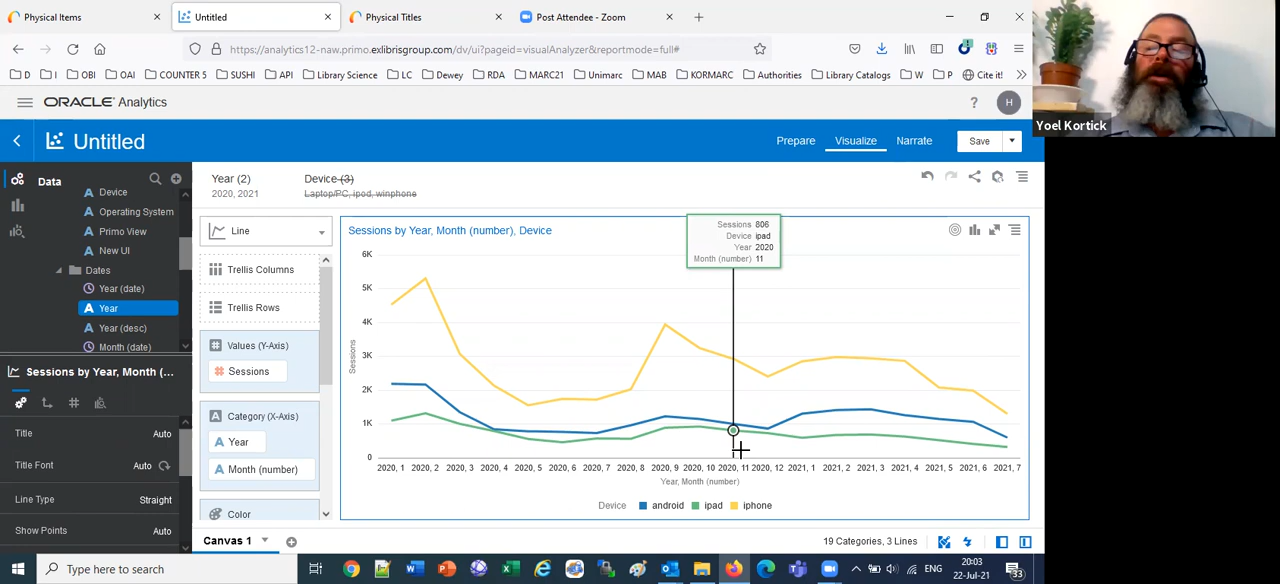 Physical Items
Untitled
Physical Titles
Post Attendee - Zoom
https://analytics12-naw.primo.exlibrisgroup.com/dv/ui?pageid=visualAnalyzer&reportmode=full#
D
I
OBI
OAI
COUNTER 5
SUSHI
API
Library Science
LC
Dewey
RDA
MARC21
Unimarc
MAB
KORMARC
Authorities
Library Catalogs
W
P
Cite it!
ORACLE Analytics
?
H
Yoel Kortick
Untitled
Prepare
Visualize
Narrate
Save
Data
Device
Operating System
Primo View
New UI
Dates
Year (date)
Year
Year (desc)
Month (date)
Sessions by Year, Month (...
Title Auto
Title Font Auto
Line Type Straight
Show Points Auto
Year (2)
2020, 2021
Device (3)
Laptop/PC, ipod, winphone
Line
Trellis Columns
Trellis Rows
Values (Y-Axis)
Sessions
Category (X-Axis)
Year
Month (number)
Color
Sessions by Year, Month (number), Device
Sessions 806
Device ipad
Year 2020
Month (number) 11
6K
5K
4K
3K
2K
1K
0
Sessions
2020, 1 2020, 2 2020, 3 2020, 4 2020, 5 2020, 6 2020, 7 2020, 8 2020, 9 2020, 10 2020, 11 2020, 12 2021, 1 2021, 2 2021, 3 2021, 4 2021, 5 2021, 6 2021, 7
Year, Month (number)
Device android ipad iphone
Canvas 1
19 Categories, 3 Lines
Type here to search
ENG
20:03
22-Jul-21
33